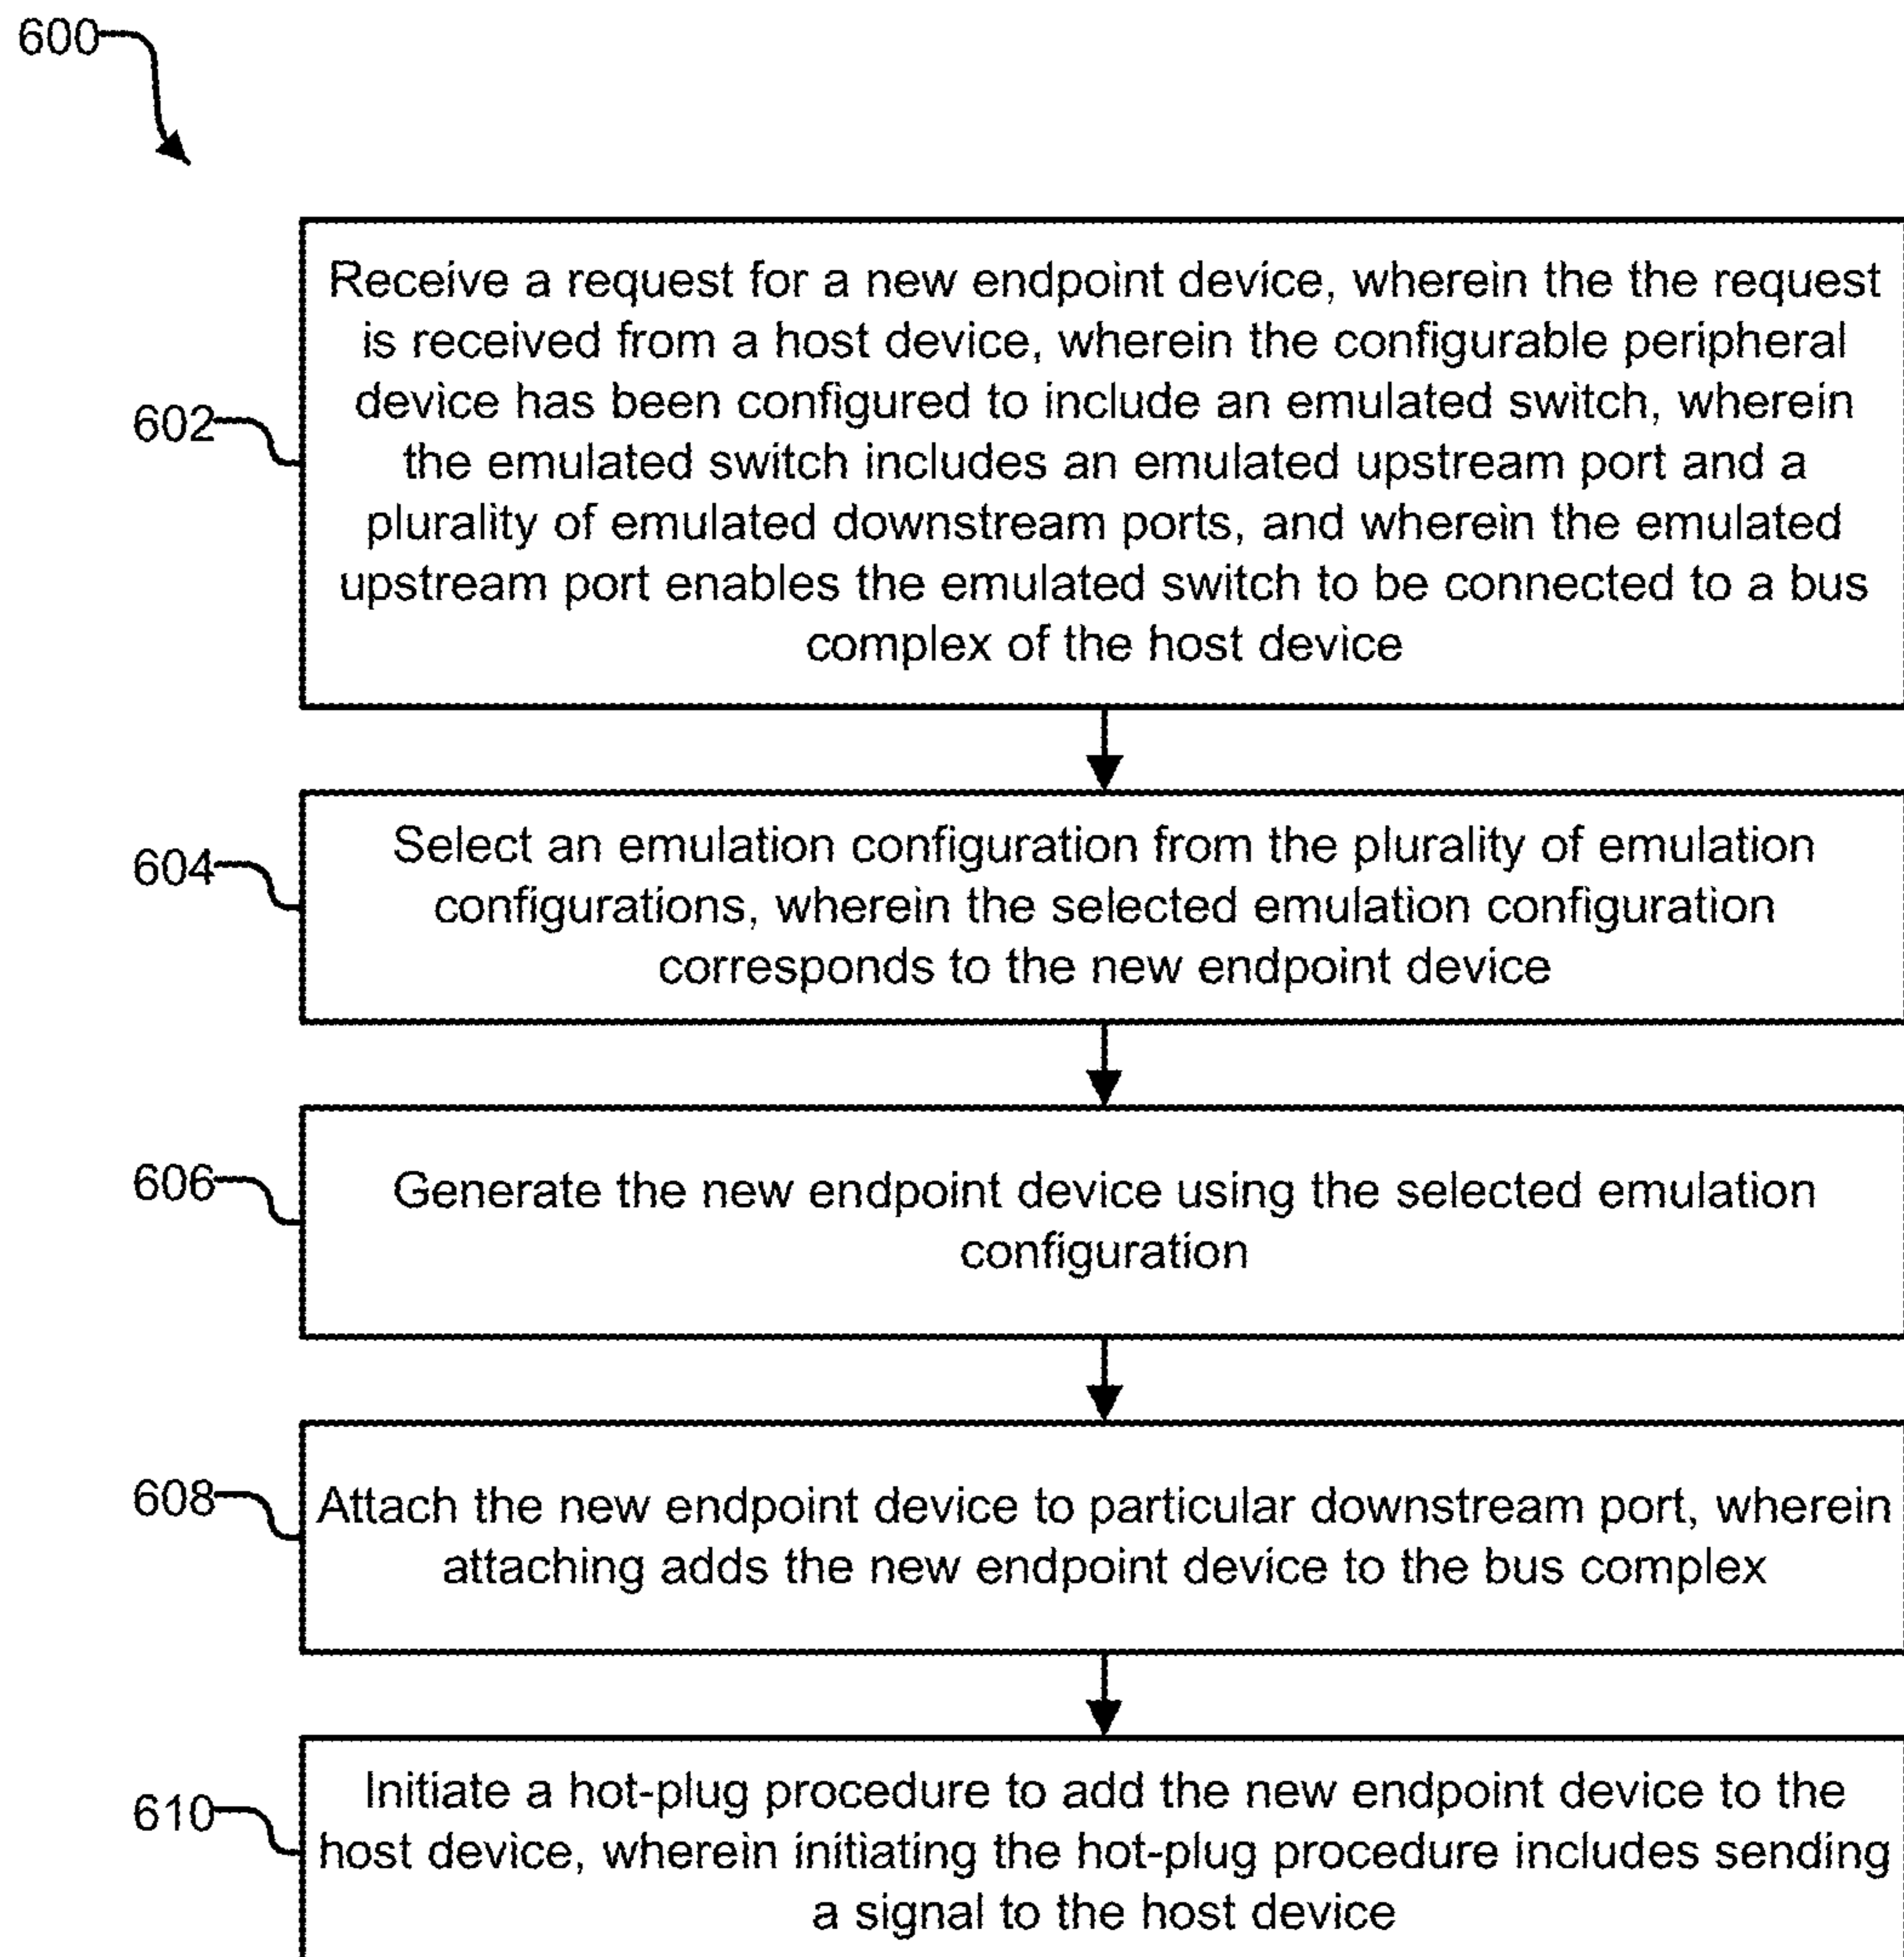 600
602
Receive a request for a new endpoint device, wherein the the request
is received from a host device, wherein the configurable peripheral
device has been configured to include an emulated switch, wherein
the emulated switch includes an emulated upstream port and a
plurality of emulated downstream ports, and wherein the emulated
upstream port enables the emulated switch to be connected to a bus
complex of the host device
604
Select an emulation configuration from the plurality of emulation
configurations, wherein the selected emulation configuration
corresponds to the new endpoint device
606
Generate the new endpoint device using the selected emulation
configuration
608
Attach the new endpoint device to particular downstream port, wherein
attaching adds the new endpoint device to the bus complex
610
Initiate a hot-plug procedure to add the new endpoint device to the
host device, wherein initiating the hot-plug procedure includes sending
a signal to the host device